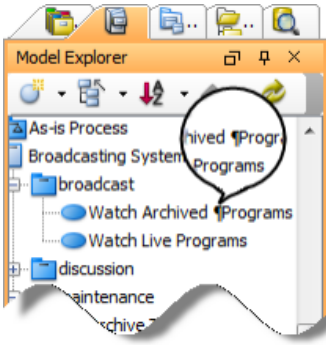 Model Explorer
hived ¶Progra
Programs
As-is Process
Broadcasting System
broadcast
Watch Archived ¶Programs
Watch Live Programs
discussion
aintenance